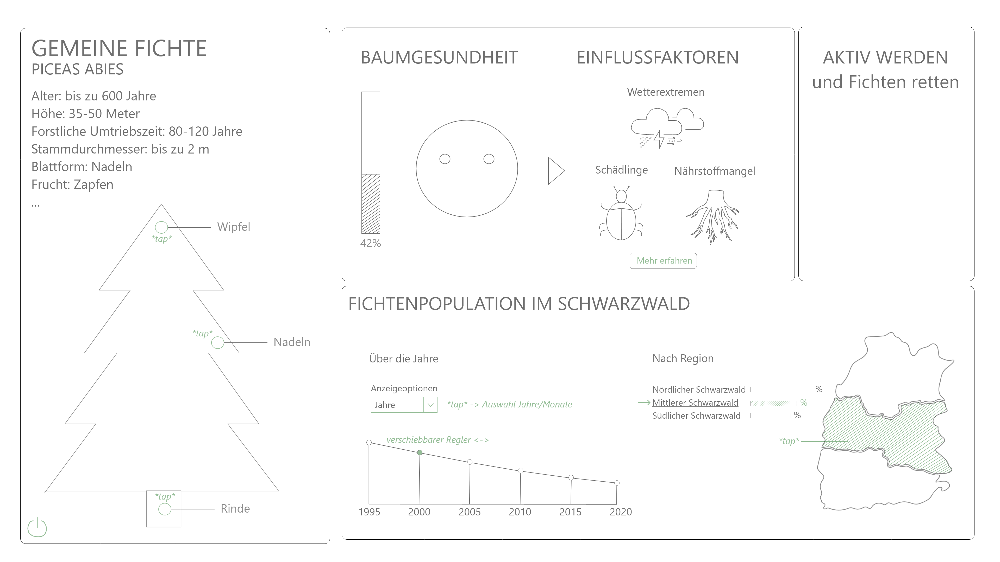 GEMEINE FICHTE
PICEAS ABIES
Alter: bis zu 600 Jahre
Höhe: 35-50 Meter
Forstliche Umtriebszeit: 80-120 Jahre
Stammdurchmesser: bis zu 2 m
Blattform: Nadeln
Frucht: Zapfen
...
Wipfel
*tap*
*tap*
Nadeln
*tap*
Rinde
BAUMGESUNDHEIT
42%
EINFLUSSFAKTOREN
Wetterextremen
Schädlinge
Nährstoffmangel
Mehr erfahren
AKTIV WERDEN
und Fichten retten
FICHTENPOPULATION IM SCHWARZWALD
Über die Jahre
Anzeigeoptionen
Jahre
*tap* -> Auswahl Jahre/Monate
verschiebbarer Regler <->
1995 2000 2005 2010 2015 2020
Nach Region
Nördlicher Schwarzwald %
Mittlerer Schwarzwald %
Südlicher Schwarzwald %
*tap*